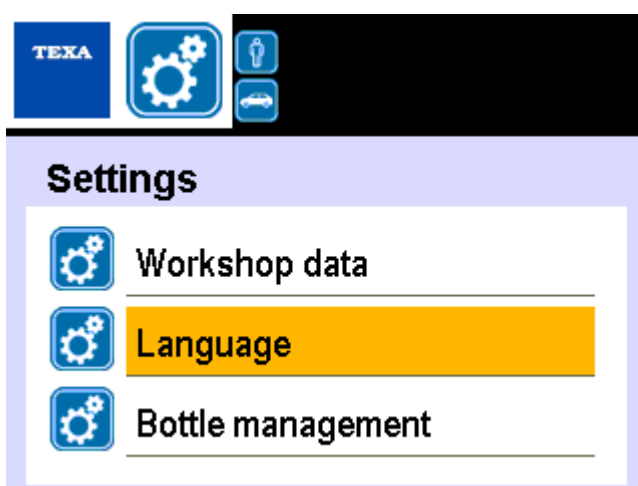 TEXA
Settings
Workshop data
Language
Bottle management